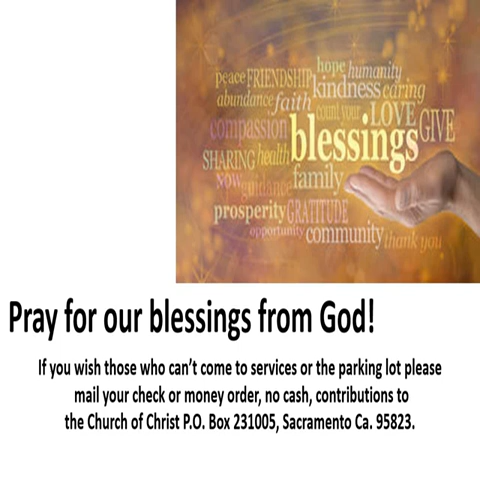 hope humanity
peace FRIENDSHIP kindness caring
abundance faith count your LOVE GIVE
compassion blessings
SHARING health
NOW guidance family
prosperity GRATITUDE
opportunity community thank you
Pray for our blessings from God!
If you wish those who can't come to services or the parking lot please
mail your check or money order, no cash, contributions to
the Church of Christ P.O. Box 231005, Sacramento Ca. 95823.